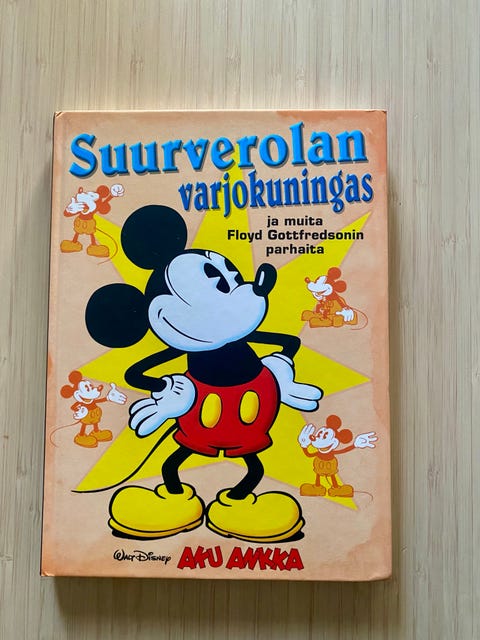 Suurverolan
varjokuningas
ja muita
Floyd Gottfredsonin
parhaita
WALT DISNEY
AKU ANKKA